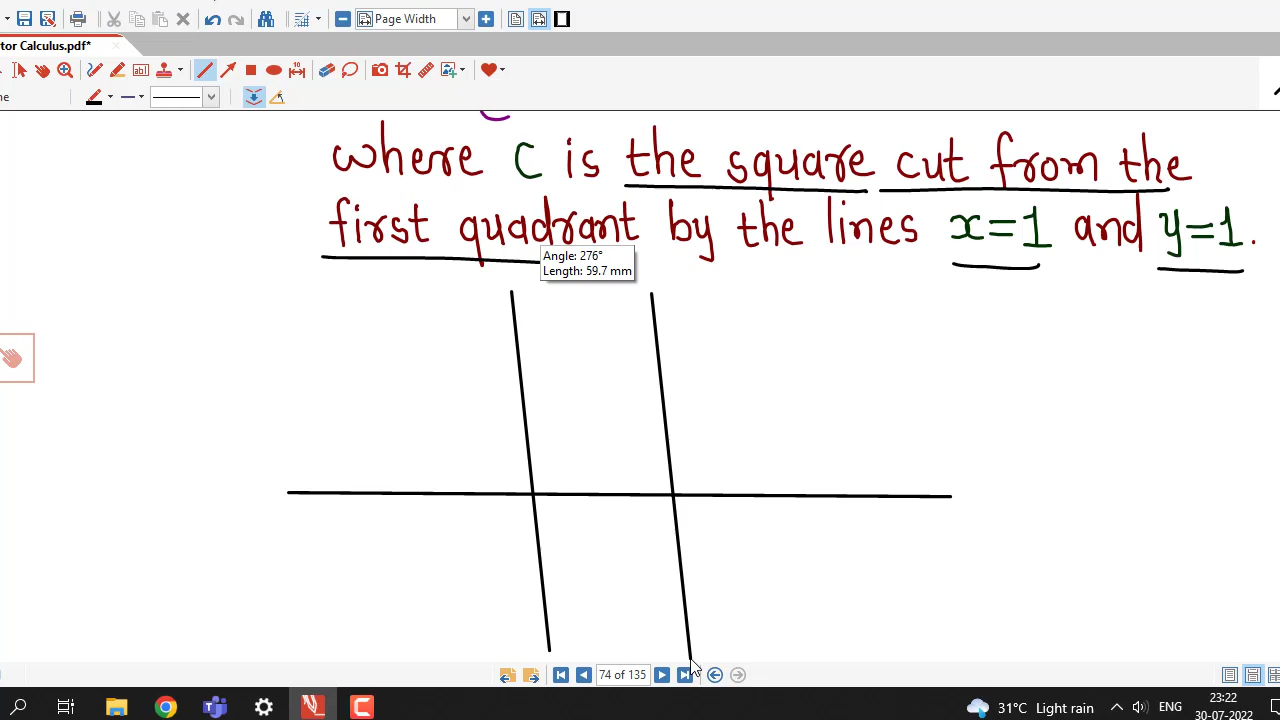 Page Width
tor Calculus.pdf*
ne
where C is the square cut from the
first quadrant by the lines x=1 and y=1.
Angle: 276°
Length: 59.7 mm
74 of 135
31°C Light rain
ENG
23:22
30-07-2022